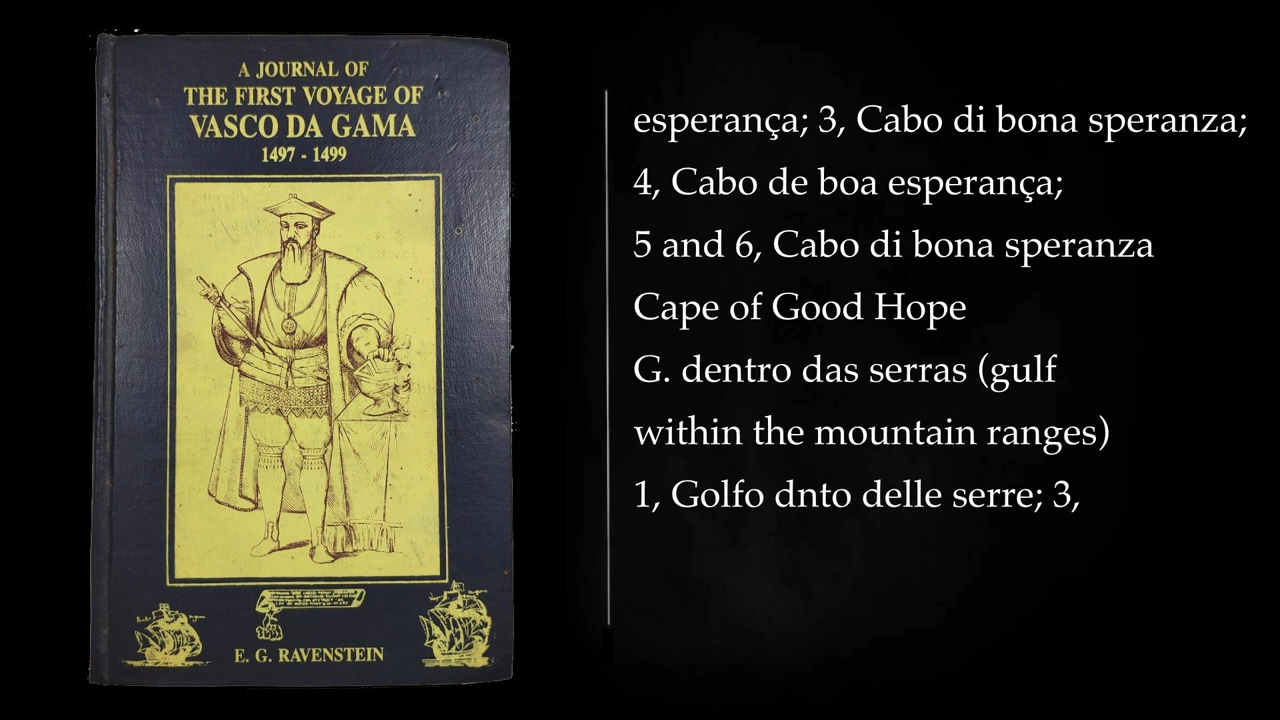 A JOURNAL OF
THE FIRST VOYAGE OF
VASCO DA GAMA
1497 - 1499
E. G. RAVENSTEIN
esperança; 3, Cabo di bona speranza;
4, Cabo de boa esperança;
5 and 6, Cabo di bona speranza
Cape of Good Hope
G. dentro das serras (gulf
within the mountain ranges)
1, Golfo dnto delle serre; 3,